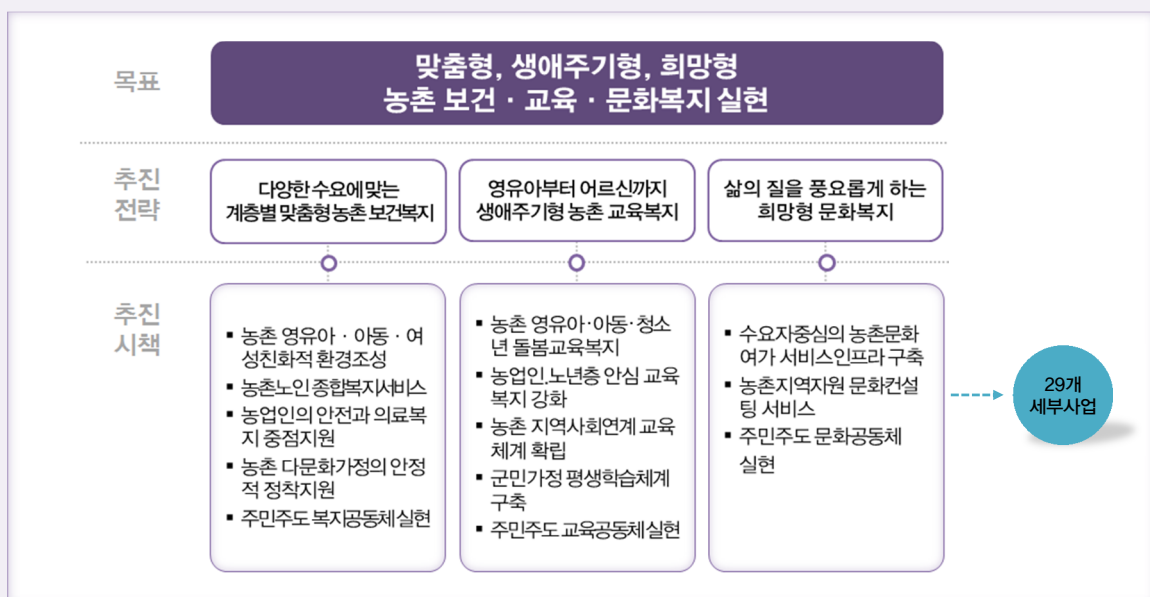 목표
맞춤형, 생애주기형, 희망형
농촌 보건 · 교육 · 문화복지 실현
추진
전략
다양한 수요에 맞는
계층별 맞춤형 농촌 보건복지
영유아부터 어르신까지
생애주기형 농촌 교육복지
삶의 질을 풍요롭게 하는
희망형 문화복지
추진
시책
▪ 농촌 영유아 · 아동 · 여
성친화적 환경조성
▪ 농촌노인 종합복지서비스
▪ 농업인의 안전과 의료복
지 중점지원
▪ 농촌 다문화가정의 안정
적 정착지원
▪ 주민주도 복지공동체 실현
▪ 농촌 영유아·아동·청소
년 돌봄교육복지
▪ 농업인.노년층 안심 교육
복지 강화
▪ 농촌 지역사회연계 교육
체계 확립
▪ 군민가정 평생학습체계
구축
▪ 주민주도 교육공동체 실현
▪ 수요자중심의 농촌문화
여가 서비스인프라 구축
▪ 농촌지역자원 문화컨설
팅 서비스
▪ 주민주도 문화공동체
실현
29개
세부사업